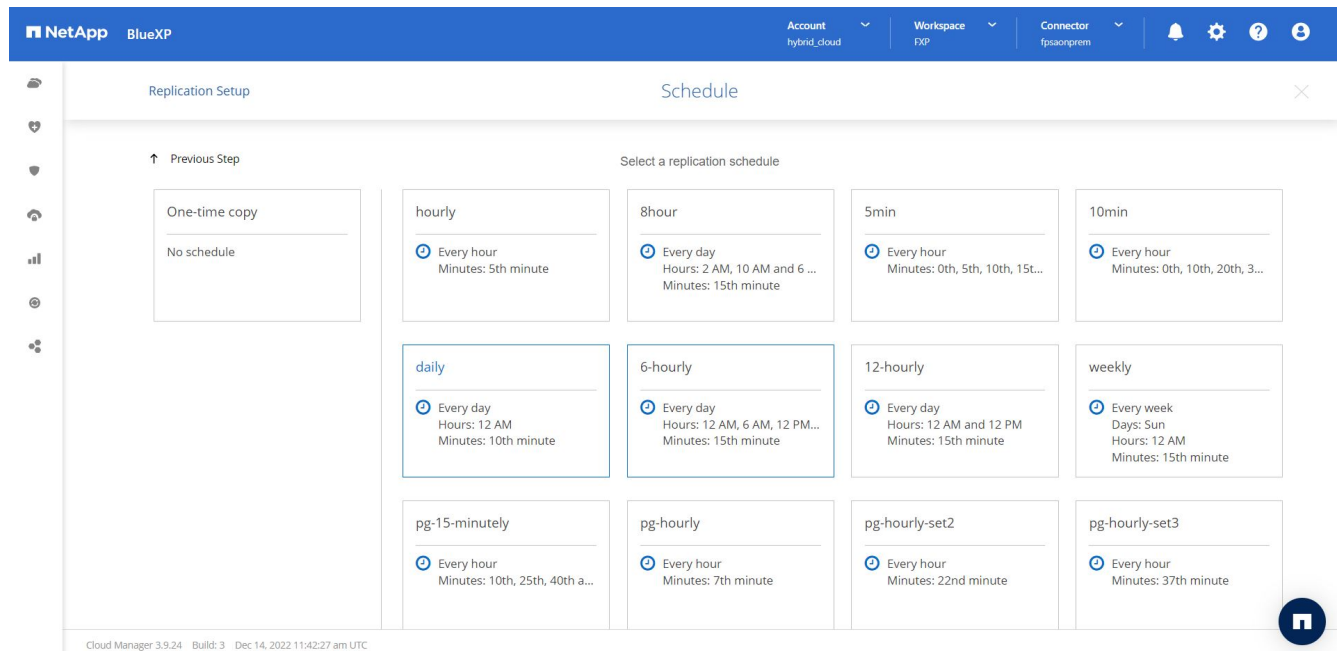 NetApp BlueXP
Account
hybrid_cloud
Workspace
FXP
Connector
fpsaonprem
Replication Setup
Schedule
↑ Previous Step
Select a replication schedule
One-time copy
No schedule
hourly
Every hour
Minutes: 5th minute
8hour
Every day
Hours: 2 AM, 10 AM and 6 ...
Minutes: 15th minute
5min
Every hour
Minutes: 0th, 5th, 10th, 15t...
10min
Every hour
Minutes: 0th, 10th, 20th, 3...
daily
Every day
Hours: 12 AM
Minutes: 10th minute
6-hourly
Every day
Hours: 12 AM, 6 AM, 12 PM...
Minutes: 15th minute
12-hourly
Every day
Hours: 12 AM and 12 PM
Minutes: 15th minute
weekly
Every week
Days: Sun
Hours: 12 AM
Minutes: 15th minute
pg-15-minutely
Every hour
Minutes: 10th, 25th, 40th a...
pg-hourly
Every hour
Minutes: 7th minute
pg-hourly-set2
Every hour
Minutes: 22nd minute
pg-hourly-set3
Every hour
Minutes: 37th minute
Cloud Manager 3.9.24 Build: 3 Dec 14, 2022 11:42:27 am UTC